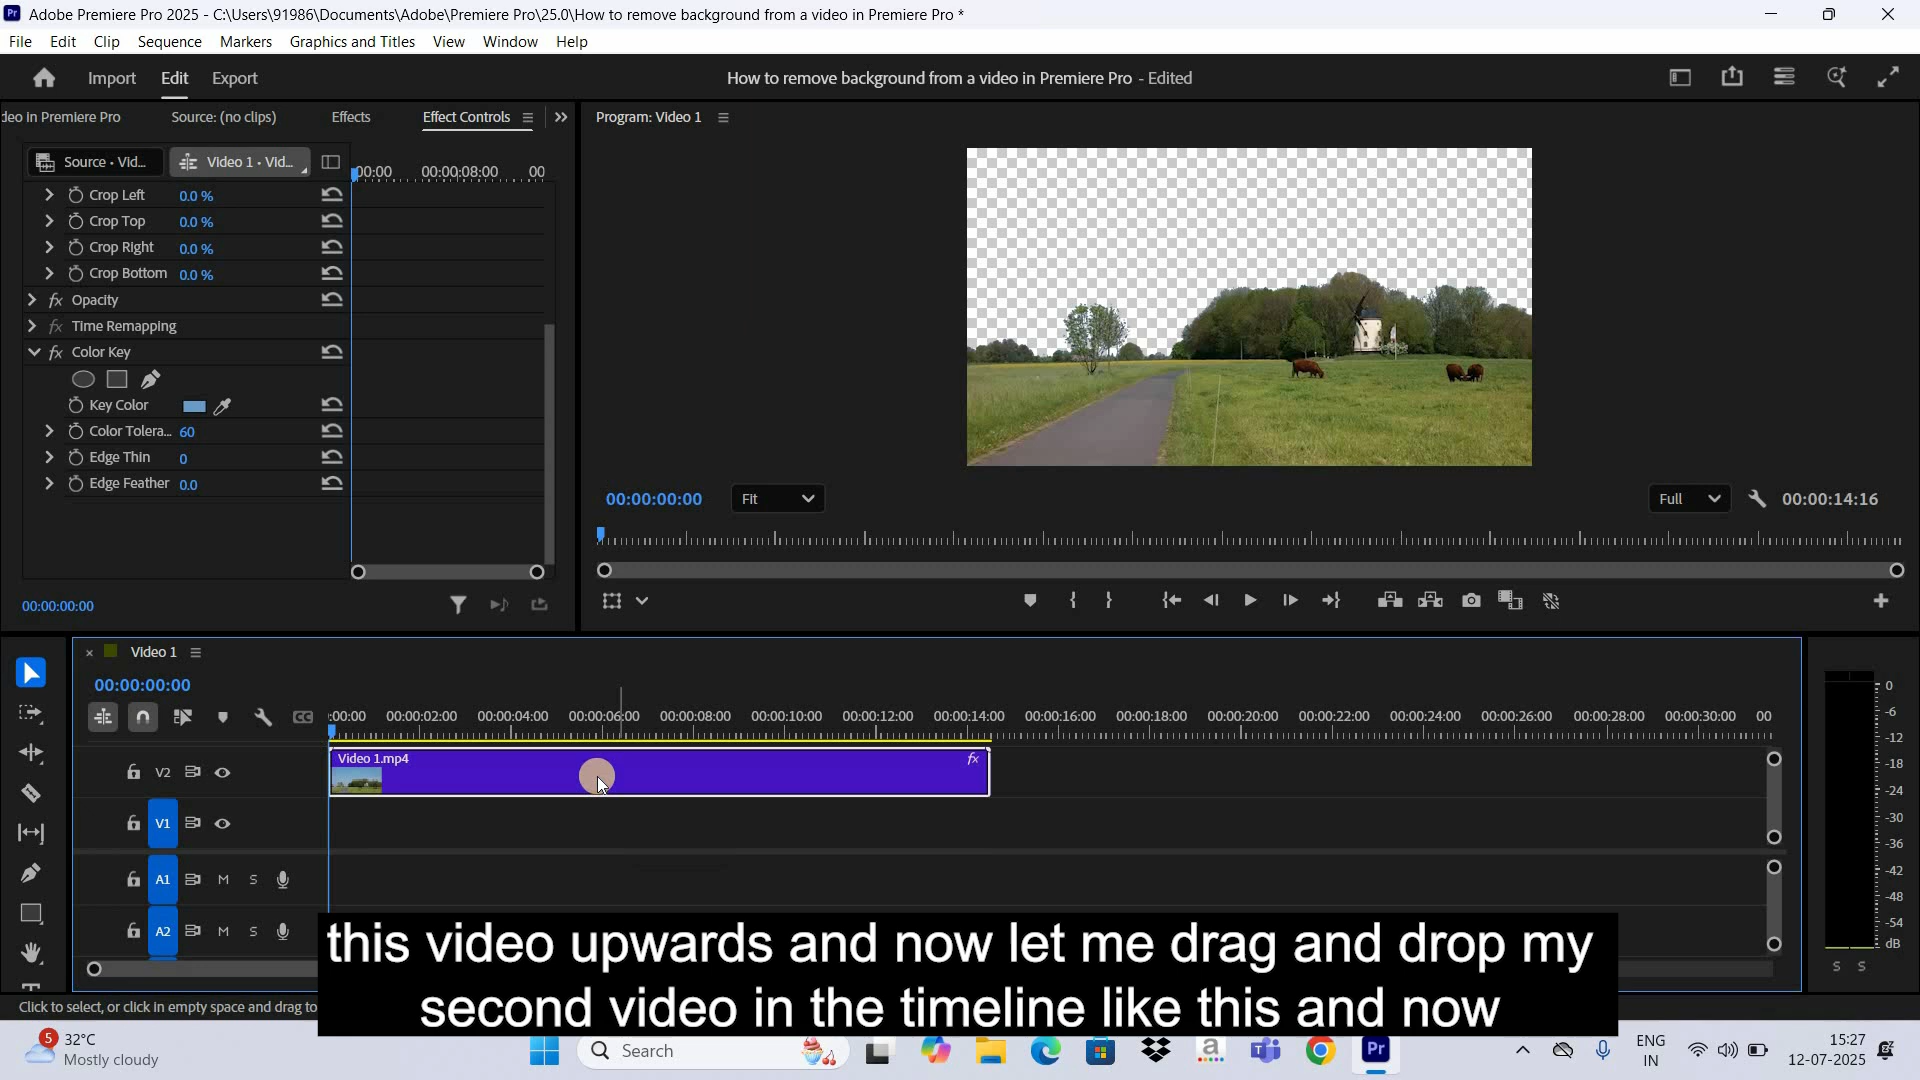 Pr Adobe Premiere Pro 2025 - C:\Users\91986\Documents\Adobe\Premiere Pro\25.0\How to remove background from a video in Premiere Pro *
File Edit Clip Sequence Markers Graphics and Titles View Window Help
Import Edit Export
How to remove background from a video in Premiere Pro - Edited
deo in Premiere Pro Source: (no clips) Effects Effect Controls
Program: Video 1
Source • Vid... Video 1 • Vid...
:00:00 00:00:08:00 00
Crop Left 0.0 %
Crop Top 0.0 %
Crop Right 0.0 %
Crop Bottom 0.0 %
fx Opacity
fx Time Remapping
fx Color Key
Key Color
Color Tolera... 60
Edge Thin 0
Edge Feather 0.0
00:00:00:00
00:00:00:00 Fit Full 00:00:14:16
Video 1
00:00:00:00
:00:00 00:00:02:00 00:00:04:00 00:00:06:00 00:00:08:00 00:00:10:00 00:00:12:00 00:00:14:00 00:00:16:00 00:00:18:00 00:00:20:00 00:00:22:00 00:00:24:00 00:00:26:00 00:00:28:00 00:00:30:00 00
CC
V2
Video 1.mp4 fx
V1
A1 M S
A2 M S
0
-6
-12
-18
-24
-30
-36
-42
-48
-54
dB
S S
this video upwards and now let me drag and drop my
second video in the timeline like this and now
Click to select, or click in empty space and drag to
5
32°C
Mostly cloudy
Search
Pr
ENG
IN
15:27
12-07-2025